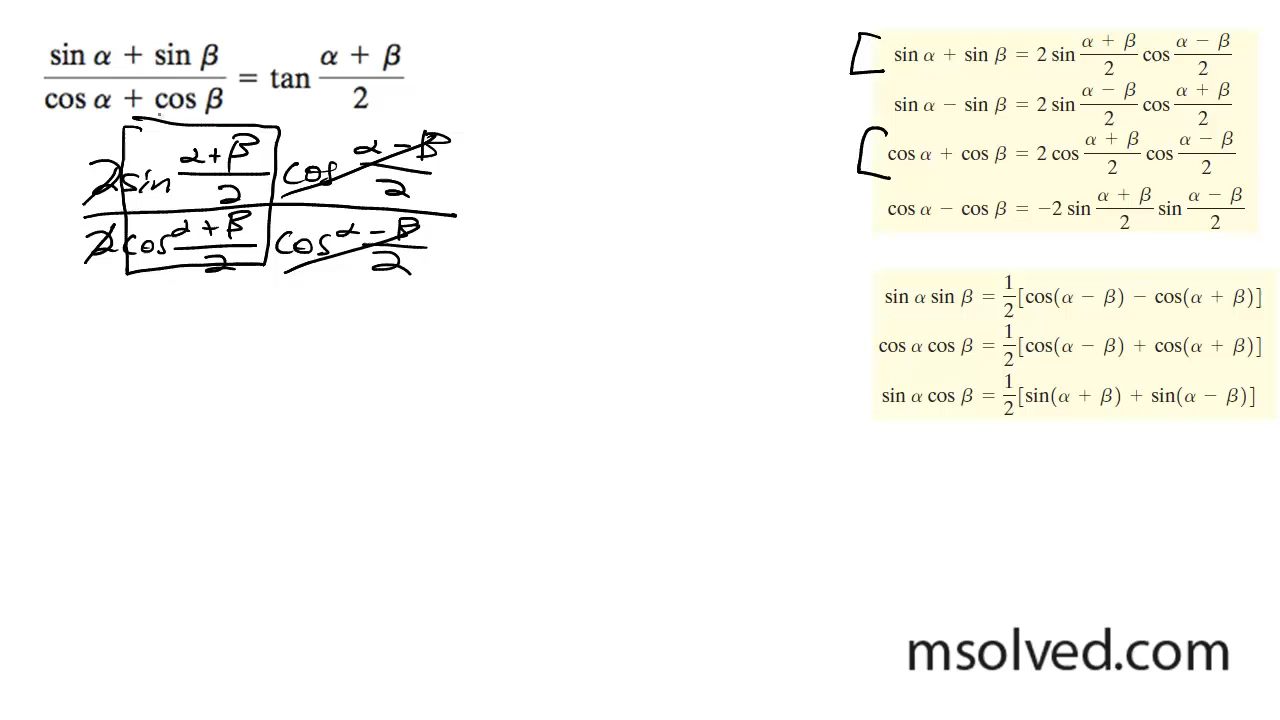 sin α + sin β / cos α + cos β = tan α + β / 2
2 sin α + β / 2 cos α - β / 2
2 cos α + β / 2 cos α - β / 2
sin α + sin β = 2 sin α + β / 2 cos α − β / 2
sin α − sin β = 2 sin α − β / 2 cos α + β / 2
cos α + cos β = 2 cos α + β / 2 cos α − β / 2
cos α − cos β = −2 sin α + β / 2 sin α − β / 2
sin α sin β = 1/2 [cos(α − β) − cos(α + β)]
cos α cos β = 1/2 [cos(α − β) + cos(α + β)]
sin α cos β = 1/2 [sin(α + β) + sin(α − β)]
msolved.com